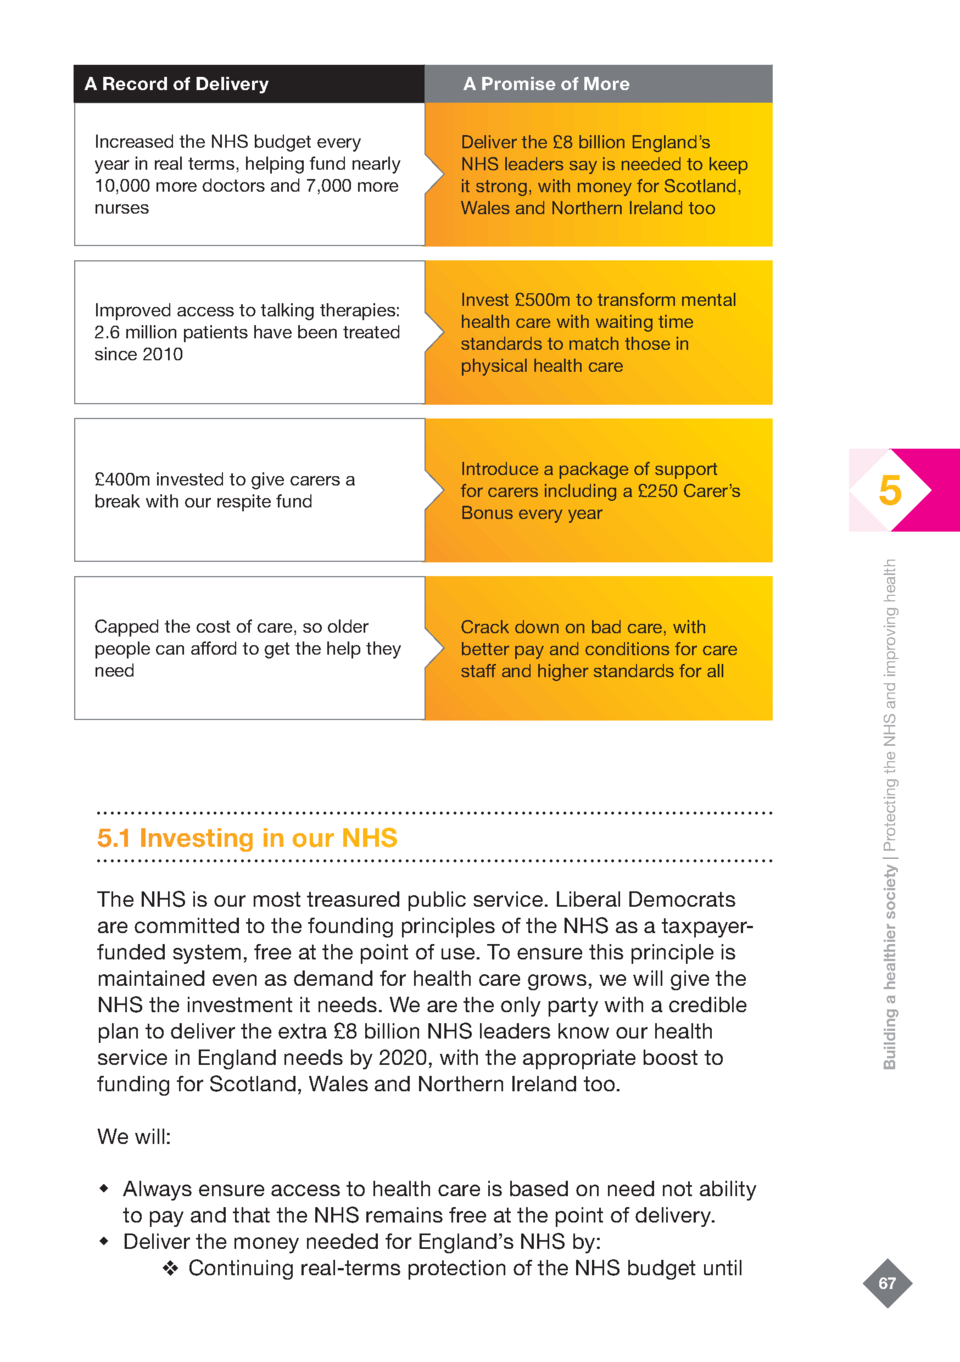 A Record of Delivery
A Promise of More
Increased the NHS budget every
year in real terms, helping fund nearly
10,000 more doctors and 7,000 more
nurses
Deliver the £8 billion England’s
NHS leaders say is needed to keep
it strong, with money for Scotland,
Wales and Northern Ireland too
Improved access to talking therapies:
2.6 million patients have been treated
since 2010
Invest £500m to transform mental
health care with waiting time
standards to match those in
physical health care
£400m invested to give carers a
break with our respite fund
Introduce a package of support
for carers including a £250 Carer’s
Bonus every year
Capped the cost of care, so older
people can afford to get the help they
need
Crack down on bad care, with
better pay and conditions for care
staff and higher standards for all
5.1 Investing in our NHS
The NHS is our most treasured public service. Liberal Democrats
are committed to the founding principles of the NHS as a taxpayer-
funded system, free at the point of use. To ensure this principle is
maintained even as demand for health care grows, we will give the
NHS the investment it needs. We are the only party with a credible
plan to deliver the extra £8 billion NHS leaders know our health
service in England needs by 2020, with the appropriate boost to
funding for Scotland, Wales and Northern Ireland too.
We will:
◆ Always ensure access to health care is based on need not ability
to pay and that the NHS remains free at the point of delivery.
◆ Deliver the money needed for England’s NHS by:
❖ Continuing real-terms protection of the NHS budget until
5
Building a healthier society | Protecting the NHS and improving health
67